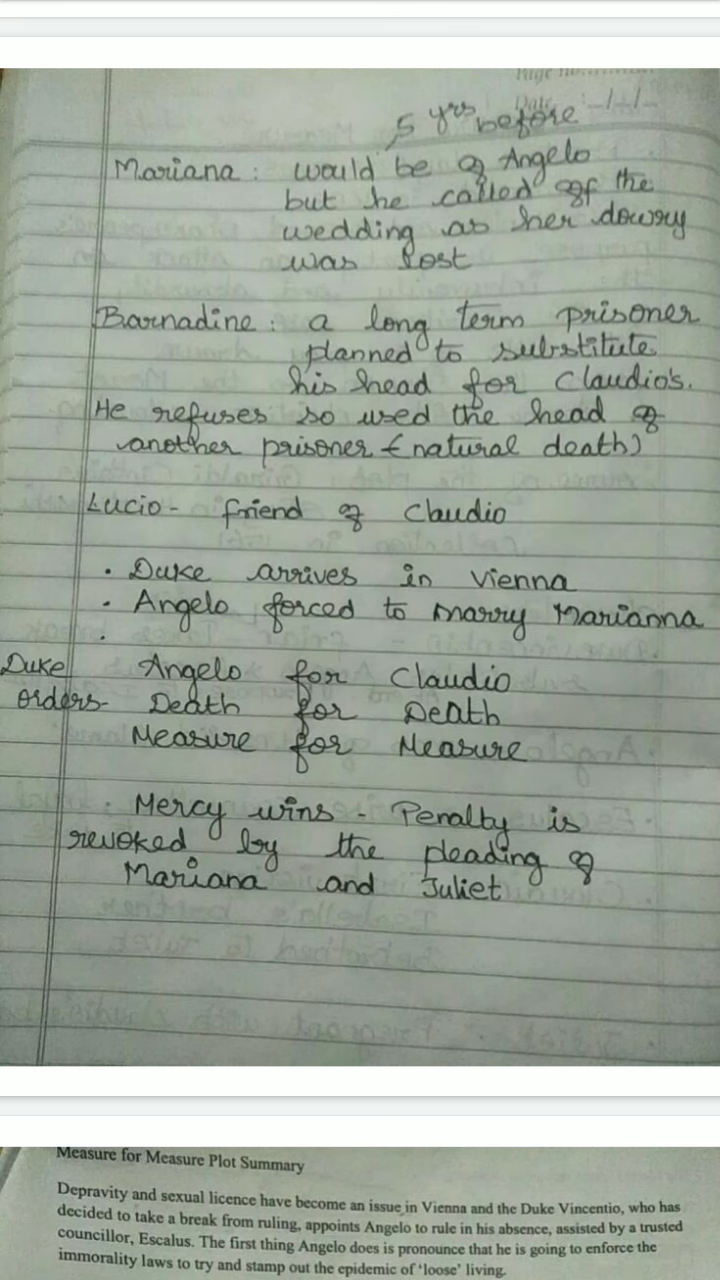 Date -/-/-
5 yrs before
Mariana : would be of Angelo
but he called off the
wedding as her dowry
was lost
Barnadine : a long term prisoner
planned to substitute
his head for Claudio's.
He refuses so used the head of
another prisoner (natural death)
Lucio - friend of Claudio
• Duke arrives in Vienna
• Angelo forced to marry Marianna
•
Duke Angelo for Claudio
orders- Death for Death
Measure for Measure
• Mercy wins - Penalty is
revoked by the pleading of
Mariana and Juliet
Measure for Measure Plot Summary
Depravity and sexual licence have become an issue in Vienna and the Duke Vincentio, who has
decided to take a break from ruling, appoints Angelo to rule in his absence, assisted by a trusted
councillor, Escalus. The first thing Angelo does is pronounce that he is going to enforce the
immorality laws to try and stamp out the epidemic of 'loose' living.